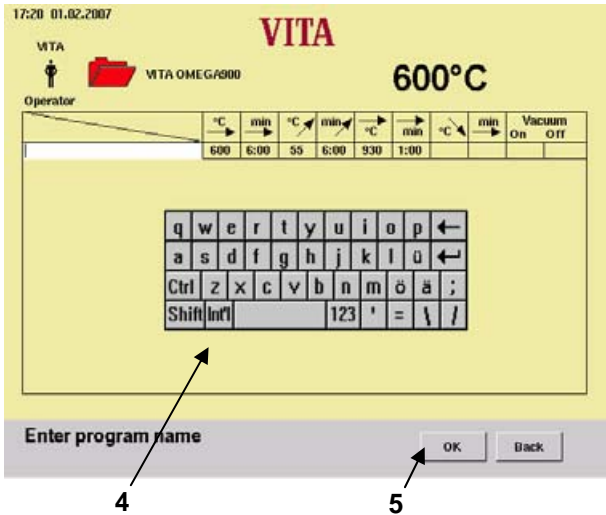 17:20 01.02.2007
VITA
VITA
VITA OMEGA900
600°C
Operator
°C min °C min °C min °C min Vacuum
On Off
600 6:00 55 6:00 930 1:00
q w e r t y u i o p ←
a s d f g h j k l ü ↵
Ctrl z x c v b n m ö ä ;
Shift Int'l 123 ' = \ /
Enter program name
OK Back
4 5